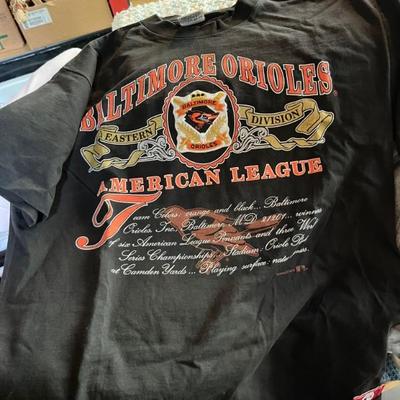 BALTIMORE ORIOLES
EASTERN DIVISION
BALTIMORE
ORIOLES
AMERICAN LEAGUE
Team Colors: orange and black... Baltimore
Orioles, Inc., Baltimore, MD 21201... winners
of six American League Pennants and three World
Series Championships... Stadium: Oriole Park
at Camden Yards... Playing surface: natural grass.